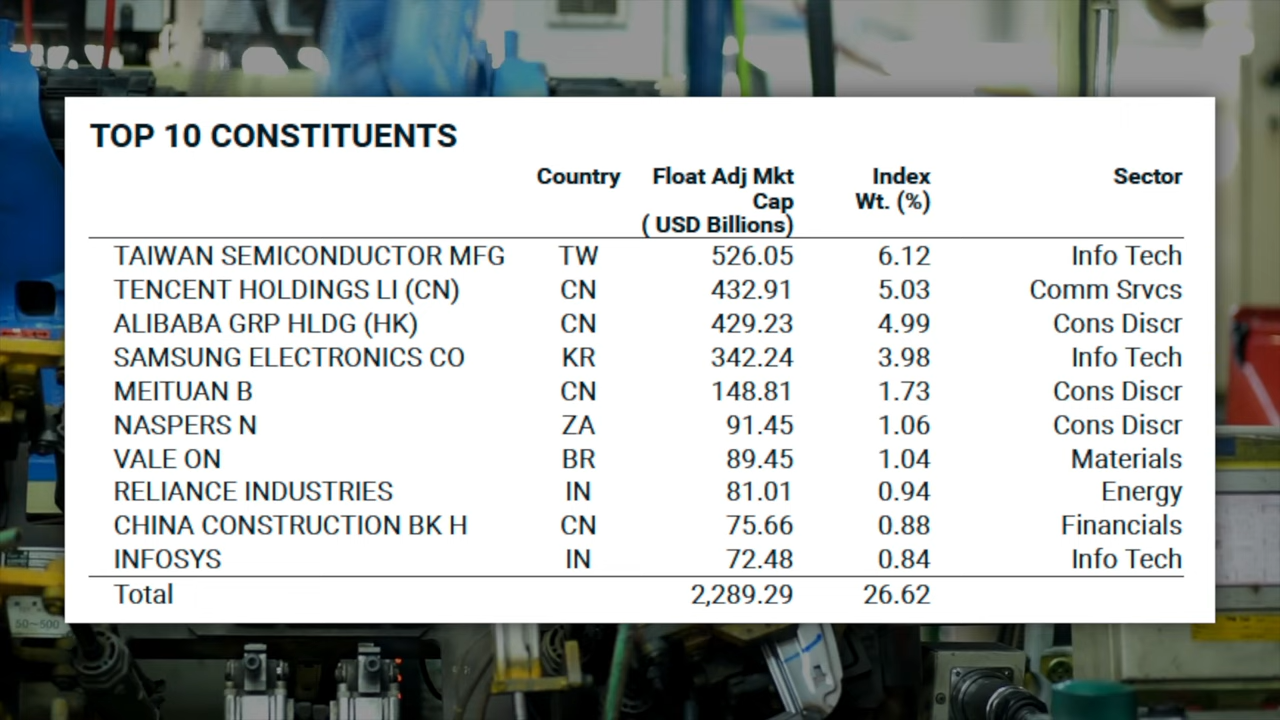 TOP 10 CONSTITUENTS
Country Float Adj Mkt Index Sector
Cap Wt. (%)
( USD Billions)
TAIWAN SEMICONDUCTOR MFG TW 526.05 6.12 Info Tech
TENCENT HOLDINGS LI (CN) CN 432.91 5.03 Comm Srvcs
ALIBABA GRP HLDG (HK) CN 429.23 4.99 Cons Discr
SAMSUNG ELECTRONICS CO KR 342.24 3.98 Info Tech
MEITUAN B CN 148.81 1.73 Cons Discr
NASPERS N ZA 91.45 1.06 Cons Discr
VALE ON BR 89.45 1.04 Materials
RELIANCE INDUSTRIES IN 81.01 0.94 Energy
CHINA CONSTRUCTION BK H CN 75.66 0.88 Financials
INFOSYS IN 72.48 0.84 Info Tech
Total 2,289.29 26.62
50~500